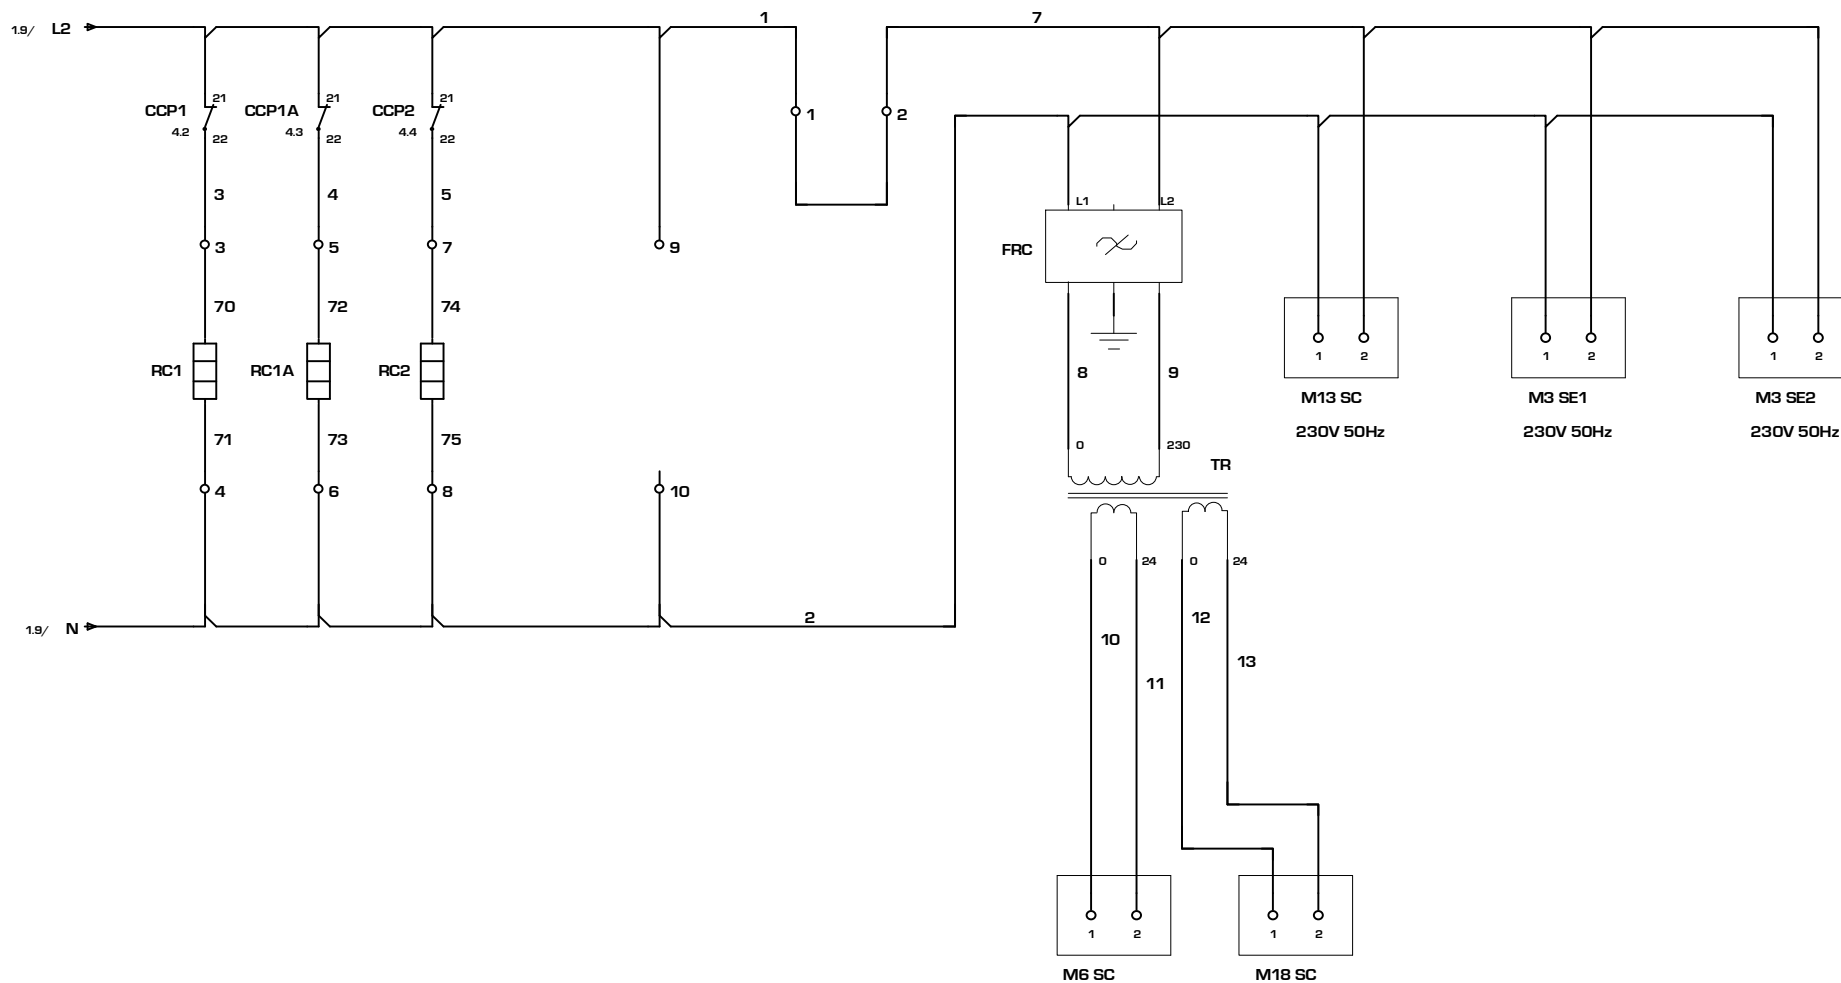 1.9/ L2
1 7
CCP1 4.2 21 22
CCP1A 4.3 21 22
CCP2 4.4 21 22
1 2
3 4 5
3 5 7 9
L1 L2
FRC
70 72 74
RC1 RC1A RC2
8 9
1 2 1 2 1 2
M13 SC M3 SE1 M3 SE2
230V 50Hz 230V 50Hz 230V 50Hz
71 73 75
0 230
TR
4 6 8 10
0 24 0 24
1.9/ N
2
10 11 12 13
1 2 1 2
M6 SC M18 SC